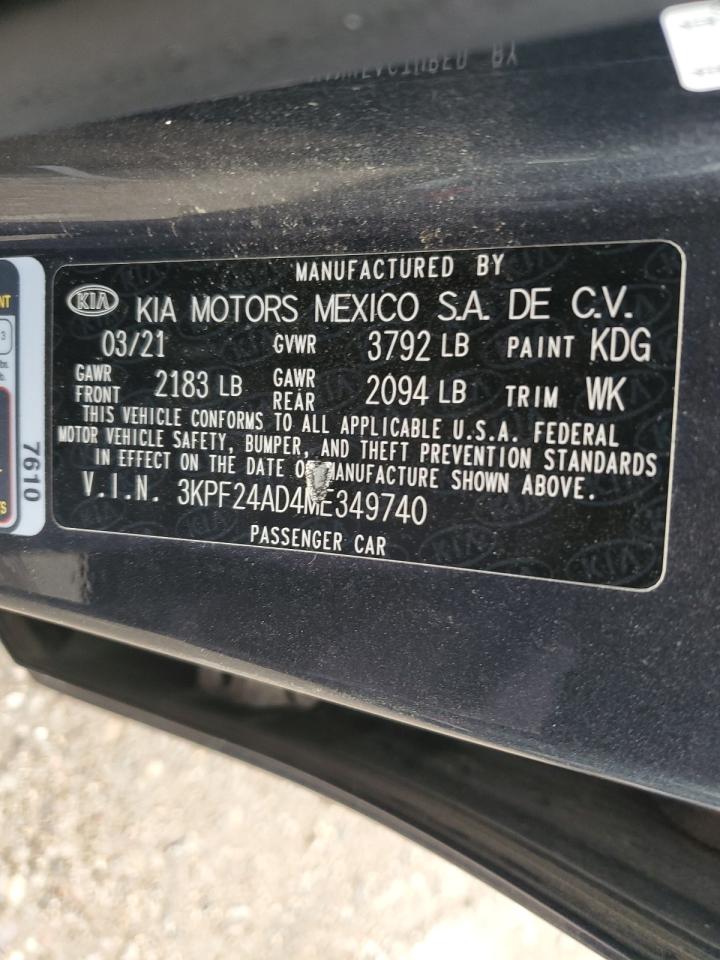 MANUFACTURED BY
KIA KIA MOTORS MEXICO S.A. DE C.V.
03/21 GVWR 3792 LB PAINT KDG
GAWR FRONT 2183 LB GAWR REAR 2094 LB TRIM WK
THIS VEHICLE CONFORMS TO ALL APPLICABLE U.S.A. FEDERAL
MOTOR VEHICLE SAFETY, BUMPER, AND THEFT PREVENTION STANDARDS
IN EFFECT ON THE DATE OF MANUFACTURE SHOWN ABOVE.
V.I.N. 3KPF24AD4ME349740
PASSENGER CAR
7610